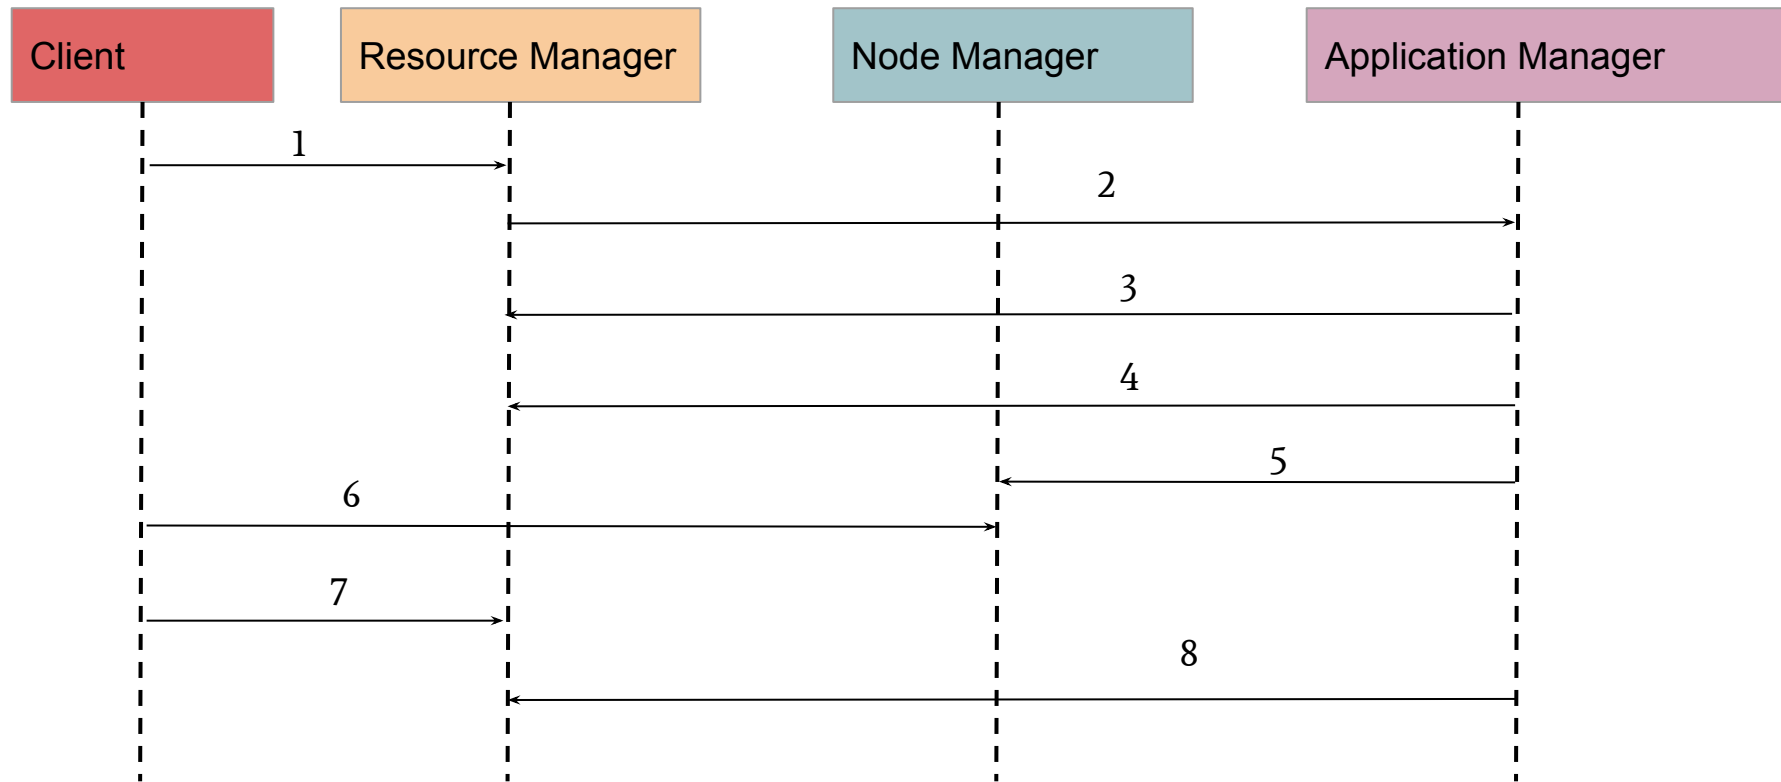 Client
Resource Manager
Node Manager
Application Manager
1
2
3
4
5
6
7
8